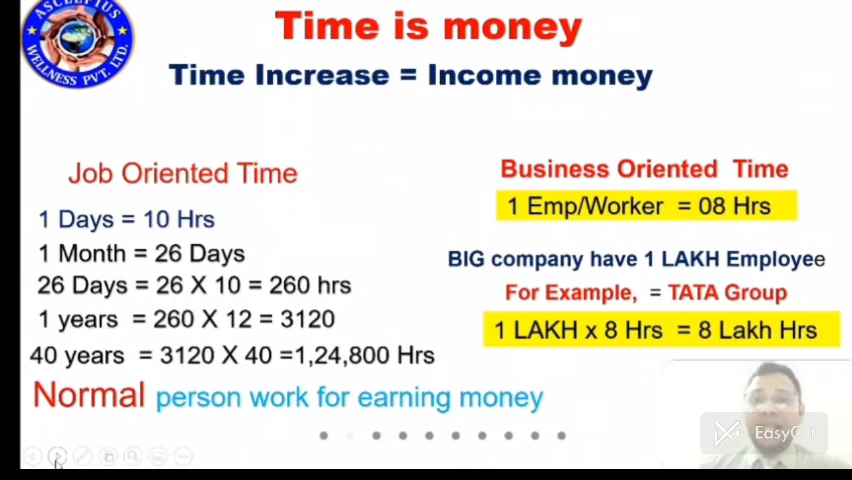 ASCLEPIUS
WELLNESS PVT. LTD.
Time is money
Time Increase = Income money
Job Oriented Time
1 Days = 10 Hrs
1 Month = 26 Days
26 Days = 26 X 10 = 260 hrs
1 years = 260 X 12 = 3120
40 years = 3120 X 40 =1,24,800 Hrs
Normal person work for earning money
Business Oriented Time
1 Emp/Worker = 08 Hrs
BIG company have 1 LAKH Employee
For Example, = TATA Group
1 LAKH x 8 Hrs = 8 Lakh Hrs
EasyCut